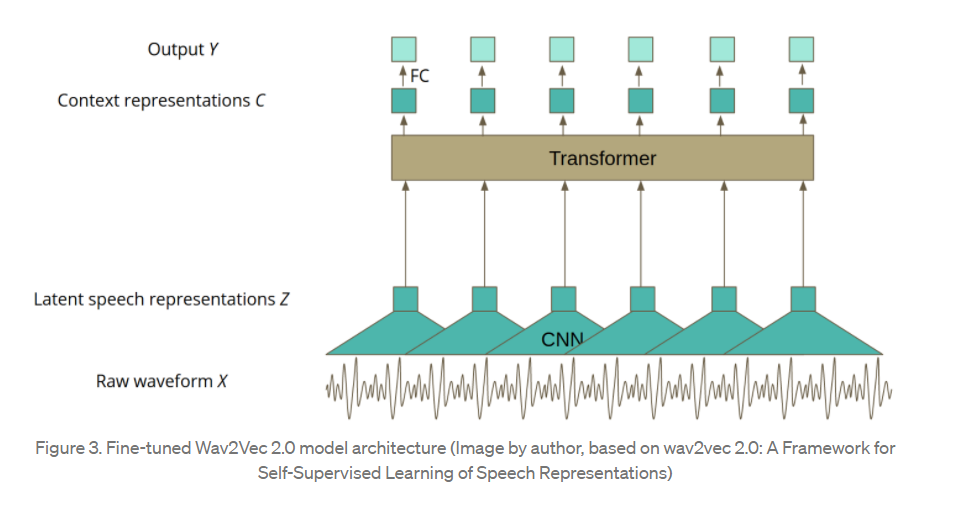 Output Y
FC
Context representations C
Transformer
Latent speech representations Z
CNN
Raw waveform X
Figure 3. Fine-tuned Wav2Vec 2.0 model architecture (Image by author, based on wav2vec 2.0: A Framework for
Self-Supervised Learning of Speech Representations)